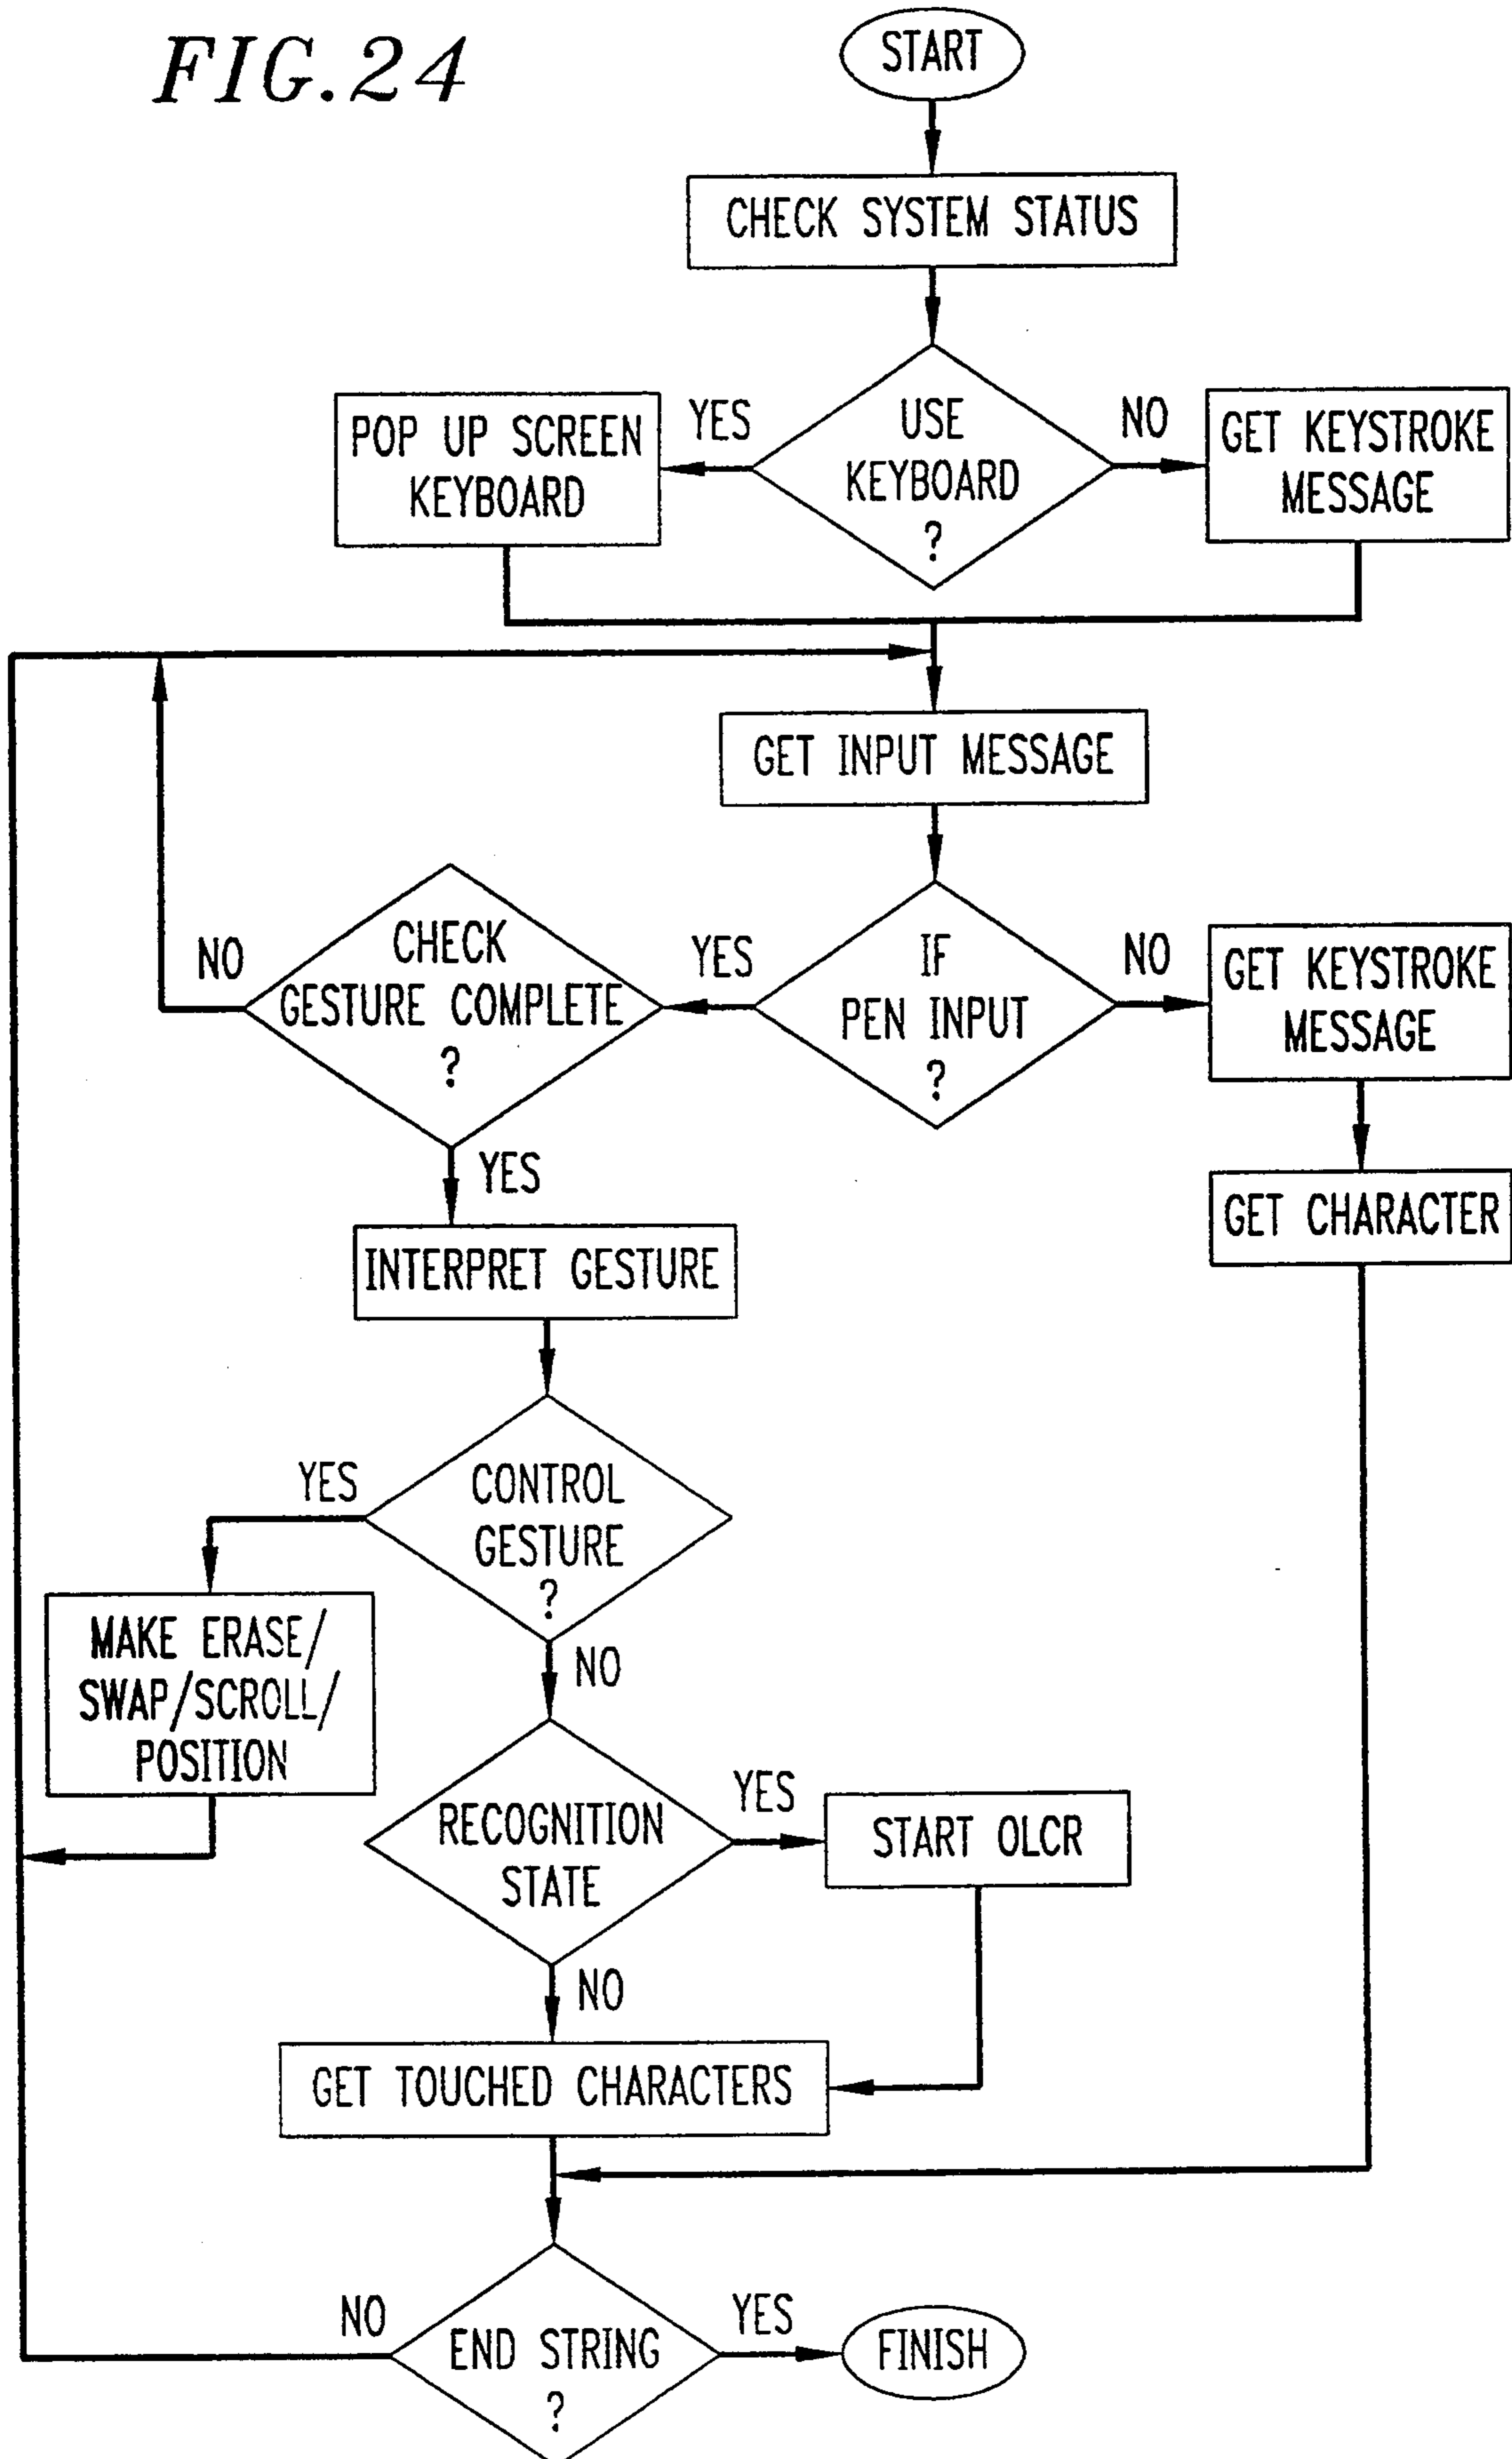 FIG.24
START
CHECK SYSTEM STATUS
POP UP SCREEN
KEYBOARD
YES
USE
KEYBOARD
?
NO
GET KEYSTROKE
MESSAGE
GET INPUT MESSAGE
NO
CHECK
GESTURE COMPLETE
?
YES
IF
PEN INPUT
?
NO
GET KEYSTROKE
MESSAGE
YES
GET CHARACTER
INTERPRET GESTURE
YES
CONTROL
GESTURE
?
MAKE ERASE/
SWAP/SCROLL/
POSITION
NO
RECOGNITION
STATE
YES
START OLCR
NO
GET TOUCHED CHARACTERS
NO
END STRING
?
YES
FINISH